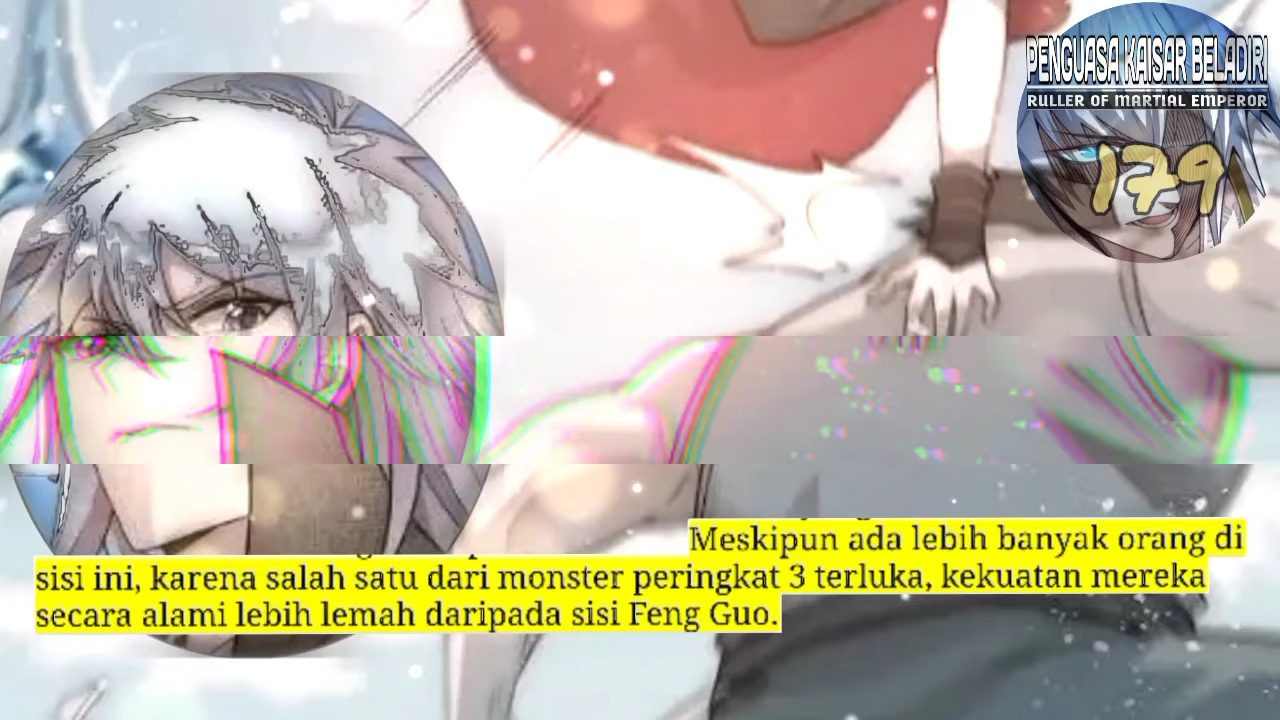 PENGUASA KAISAR BELADIRI
RULLER OF MARTIAL EMPEROR
179
Meskipun ada lebih banyak orang di
sisi ini, karena salah satu dari monster peringkat 3 terluka, kekuatan mereka
secara alami lebih lemah daripada sisi Feng Guo.